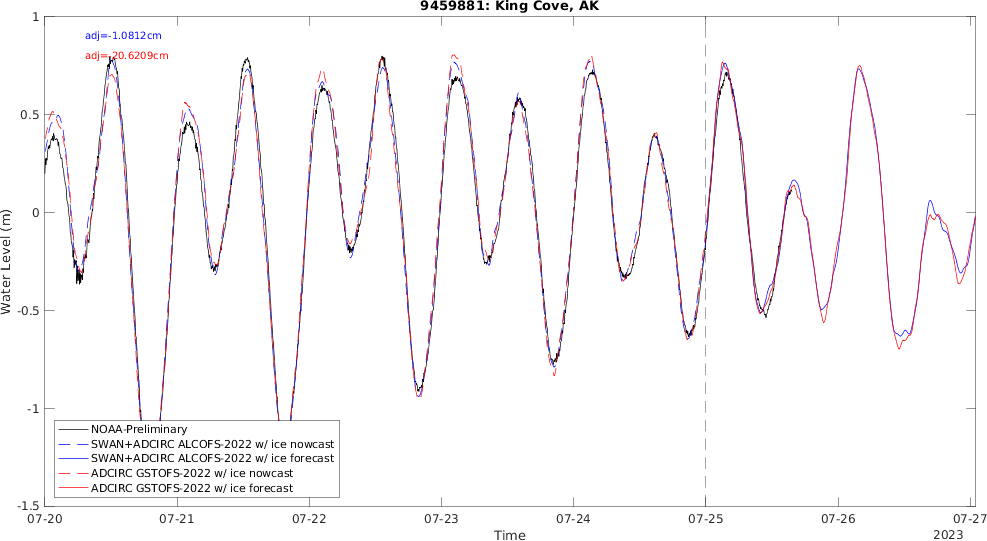 9459881: King Cove, AK
adj=-1.0812cm
adj=-20.6209cm
Water Level (m)
1
0.5
0
-0.5
-1
-1.5
NOAA-Preliminary
SWAN+ADCIRC ALCOFS-2022 w/ ice nowcast
SWAN+ADCIRC ALCOFS-2022 w/ ice forecast
ADCIRC GSTOFS-2022 w/ ice nowcast
ADCIRC GSTOFS-2022 w/ ice forecast
07-20 07-21 07-22 07-23 07-24 07-25 07-26 07-27
Time
2023